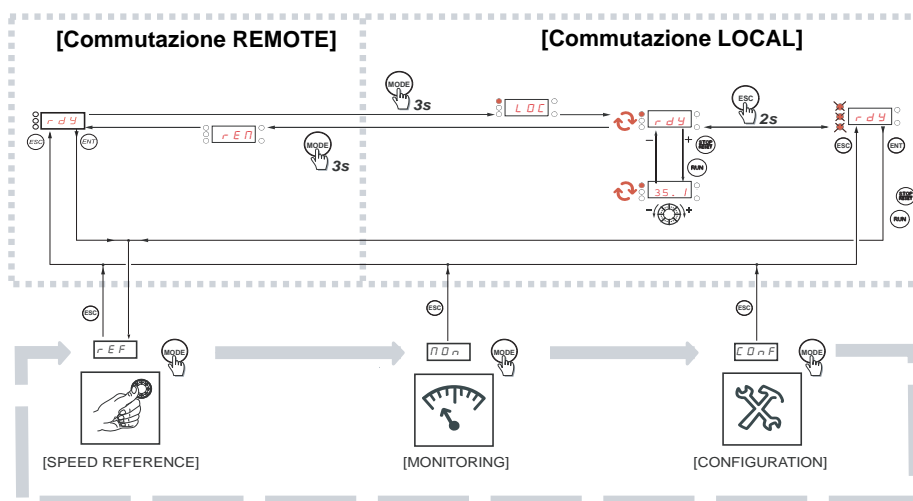 [Commutazione REMOTE]
[Commutazione LOCAL]
MODE
3s
LOC
rdY
rEM
MODE
3s
ESC
ENT
rdY
ESC
2s
rdY
ESC
ENT
- +
STOP
RESET
RUN
35.1
- +
STOP
RESET
RUN
ESC
ESC
ESC
rEF
MODE
MOn
MODE
COnF
MODE
[SPEED REFERENCE]
[MONITORING]
[CONFIGURATION]